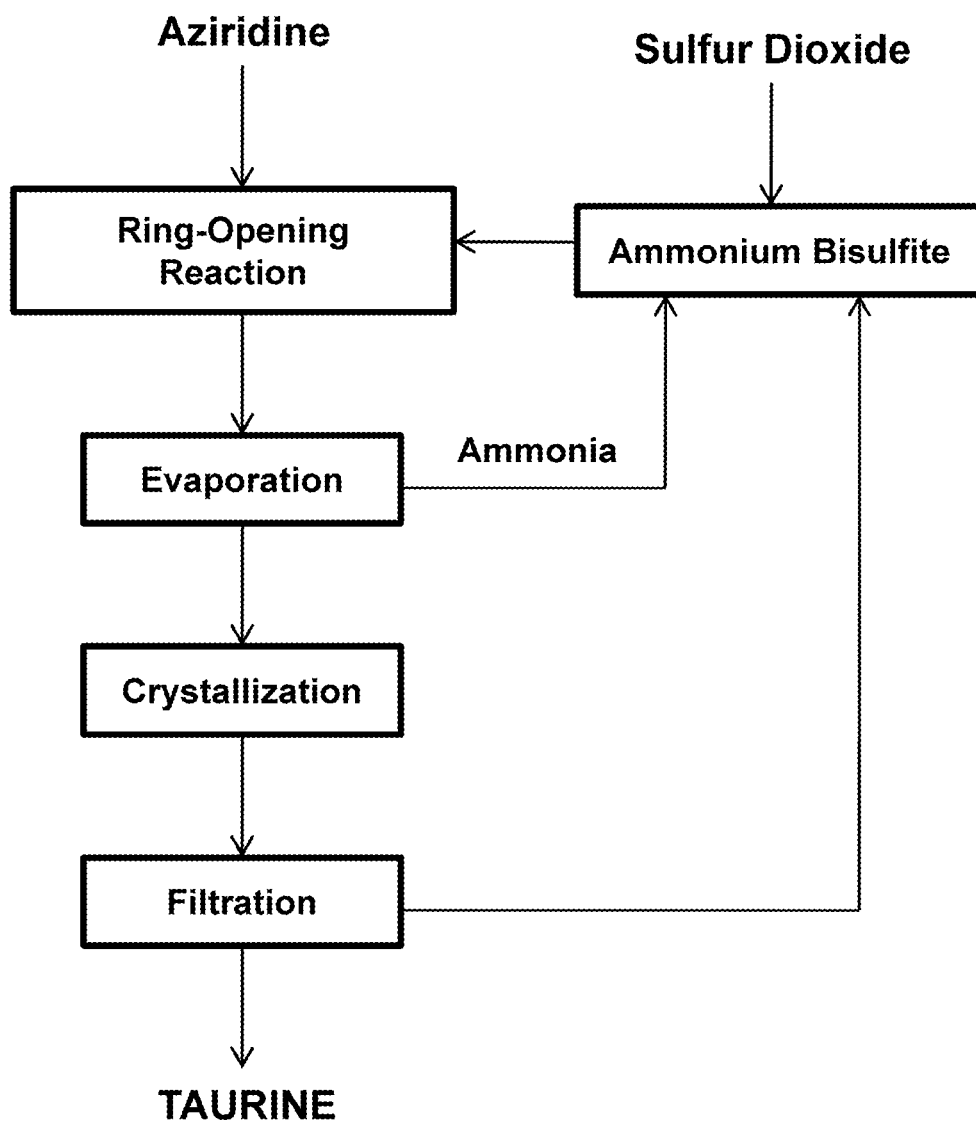 Aziridine
Sulfur Dioxide
Ring-Opening
Reaction
Ammonium Bisulfite
Ammonia
Evaporation
Crystallization
Filtration
TAURINE